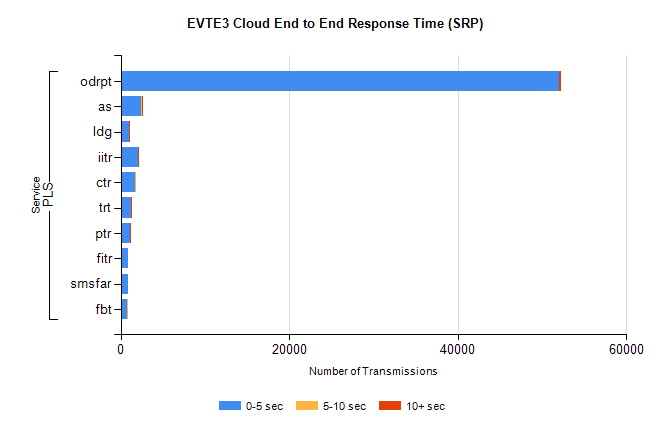 EVTE3 Cloud End to End Response Time (SRP)
odrpt
as
ldg
iitr
ctr
trt
ptr
fitr
smsfar
fbt
Service
PLS
0 20000 40000 60000
Number of Transmissions
0-5 sec 5-10 sec 10+ sec